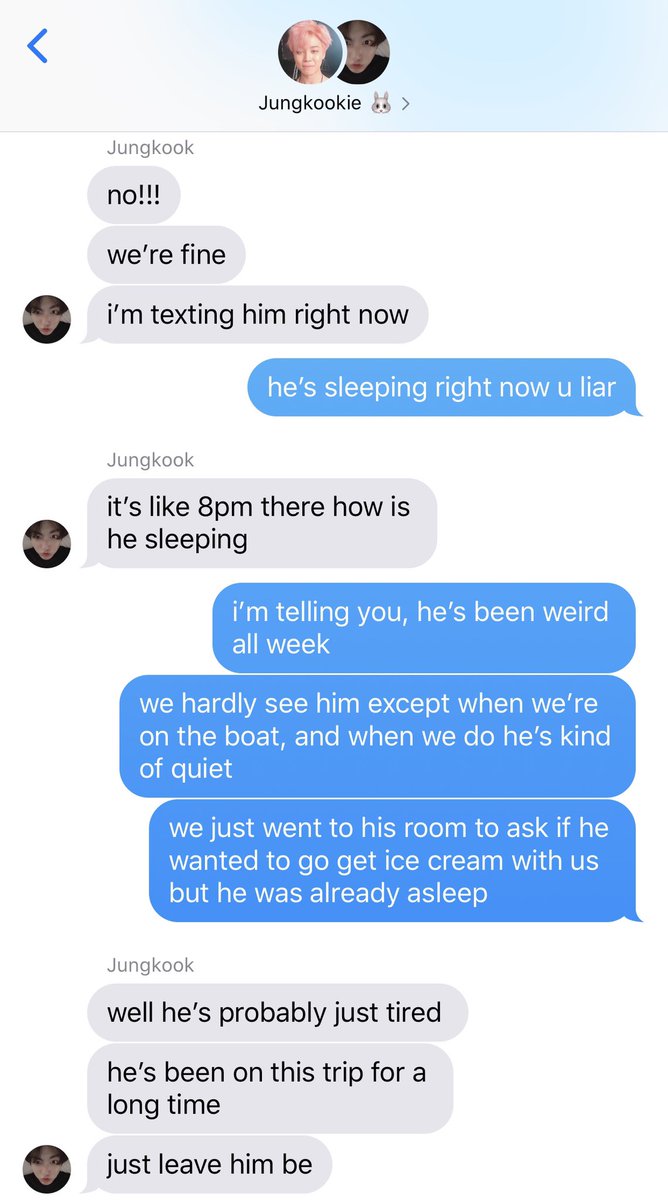 Jungkookie 🐰
Jungkook
no!!!
we’re fine
i’m texting him right now
he’s sleeping right now u liar
Jungkook
it’s like 8pm there how is
he sleeping
i’m telling you, he’s been weird
all week
we hardly see him except when we’re
on the boat, and when we do he’s kind
of quiet
we just went to his room to ask if he
wanted to go get ice cream with us
but he was already asleep
Jungkook
well he’s probably just tired
he’s been on this trip for a
long time
just leave him be